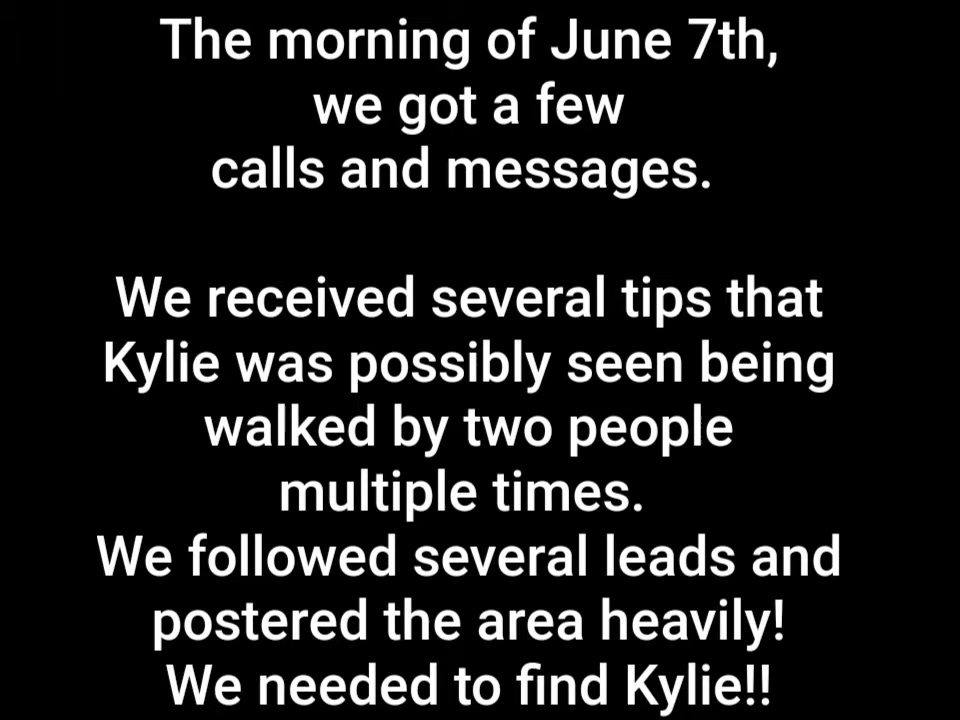 The morning of June 7th,
we got a few
calls and messages.
We received several tips that
Kylie was possibly seen being
walked by two people
multiple times.
We followed several leads and
postered the area heavily!
We needed to find Kylie!!